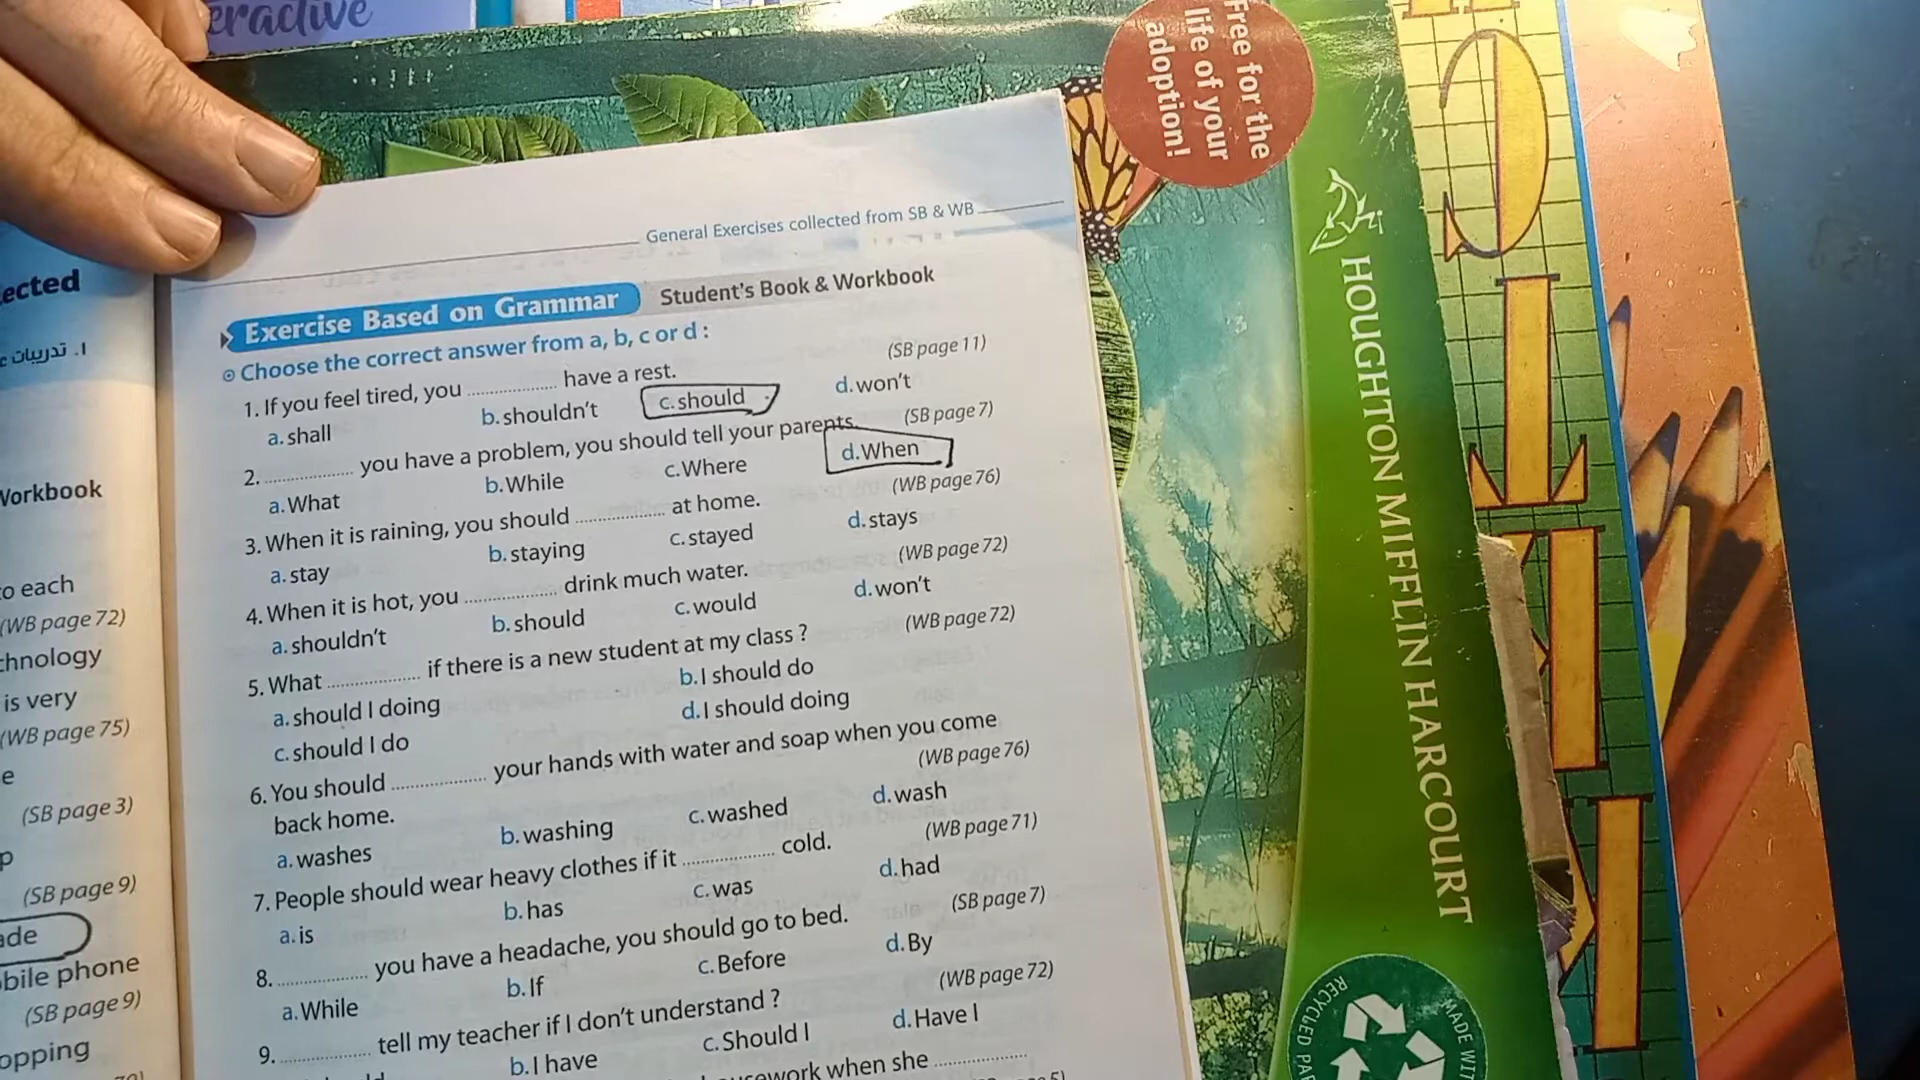 eractive
Free for the
life of your
adoption!
HOUGHTON MIFFLIN HARCOURT
General Exercises collected from SB & WB
Exercise Based on Grammar Student's Book & Workbook
Choose the correct answer from a, b, c or d :
1. If you feel tired, you .................. have a rest. (SB page 11)
a. shall b. shouldn't c. should d. won't
2. .................. you have a problem, you should tell your parents. (SB page 7)
a. What b. While c. Where d. When
3. When it is raining, you should .................. at home. (WB page 76)
a. stay b. staying c. stayed d. stays
4. When it is hot, you .................. drink much water. (WB page 72)
a. shouldn't b. should c. would d. won't
5. What .................. if there is a new student at my class ? (WB page 72)
a. should I doing b. I should do
c. should I do d. I should doing
6. You should .................. your hands with water and soap when you come
back home. (WB page 76)
a. washes b. washing c. washed d. wash
7. People should wear heavy clothes if it .................. cold. (WB page 71)
a. is b. has c. was d. had
8. .................. you have a headache, you should go to bed. (SB page 7)
a. While b. If c. Before d. By
9. .................. tell my teacher if I don't understand ? (WB page 72)
b. I have c. Should I d. Have I
when she ..................
ected
١. تدريبات
Workbook
to each
(WB page 72)
chnology
is very
(WB page 75)
e
(SB page 3)
p
(SB page 9)
ade
obile phone
(SB page 9)
opping
RECYCLED PA
MADE WIT